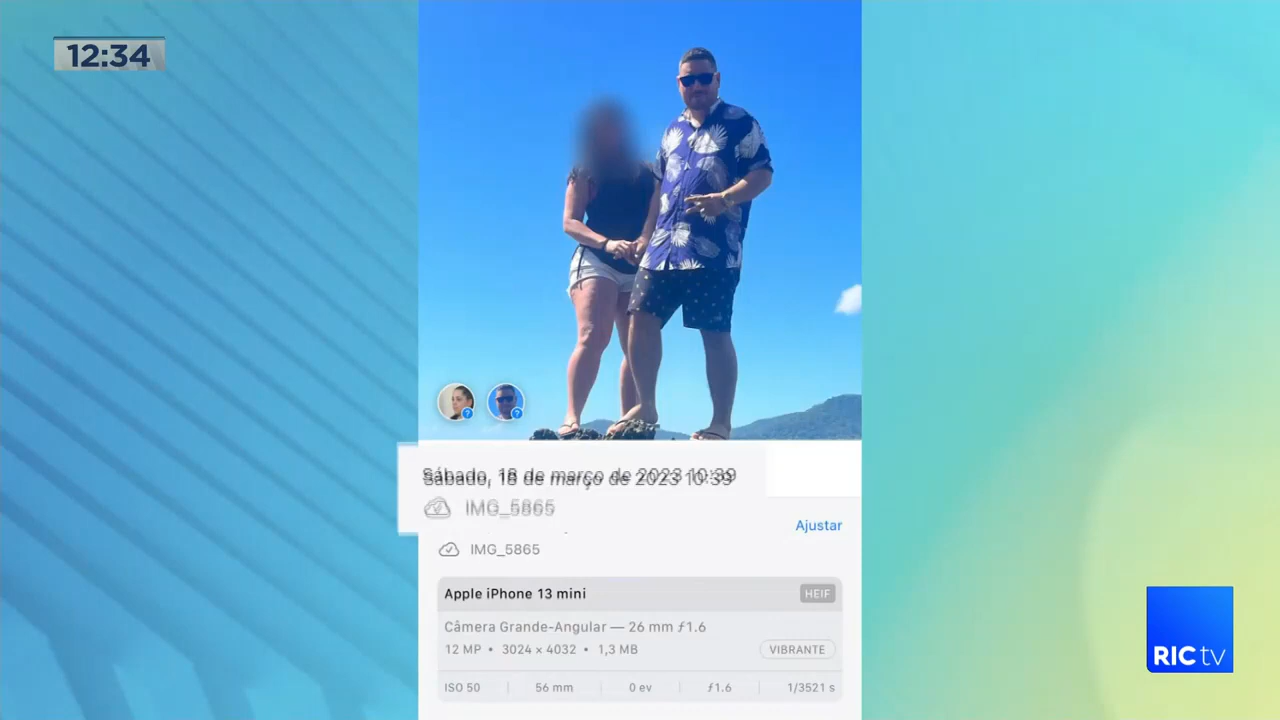 12:34
Sábado, 18 de março de 2023 10:39
IMG_5865
Ajustar
IMG_5865
Apple iPhone 13 mini
HEIF
Câmera Grande-Angular — 26 mm ƒ1.6
12 MP • 3024 × 4032 • 1,3 MB
VIBRANTE
ISO 50 56 mm 0 ev ƒ1.6 1/3521 s
RIC tv